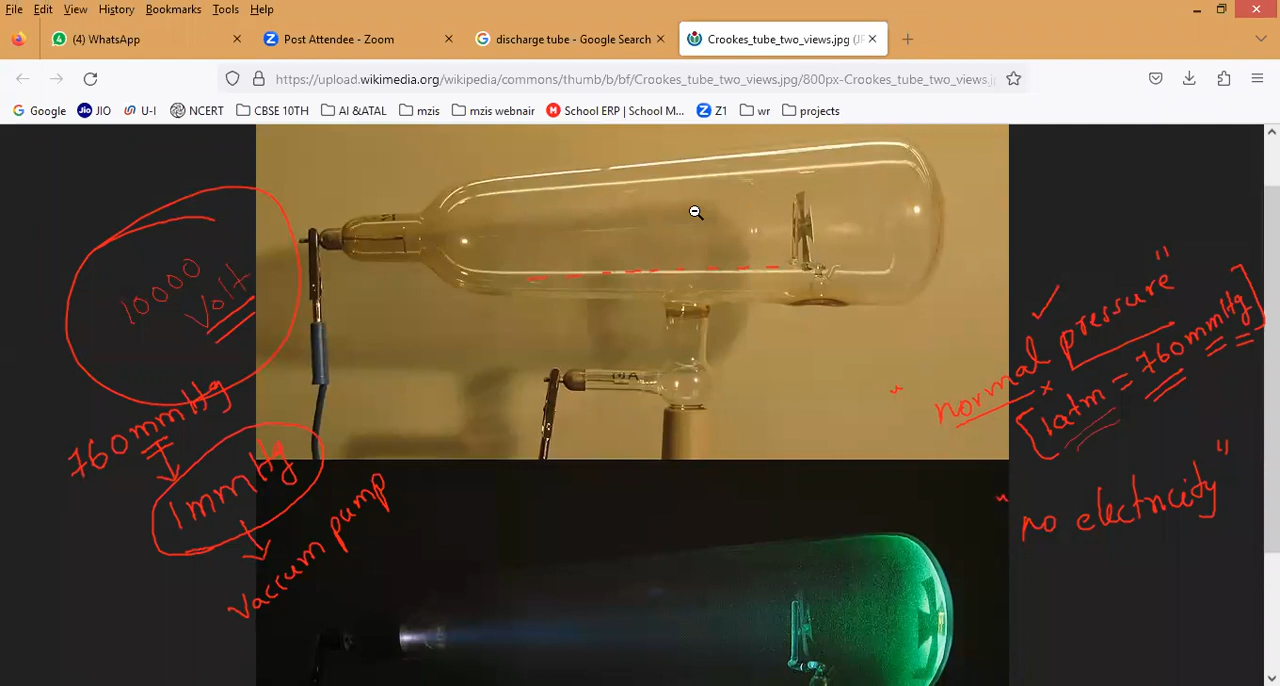 File Edit View History Bookmarks Tools Help
(4) WhatsApp
Post Attendee - Zoom
discharge tube - Google Search
Crookes_tube_two_views.jpg (JP
https://upload.wikimedia.org/wikipedia/commons/thumb/b/bf/Crookes_tube_two_views.jpg/800px-Crookes_tube_two_views.j
Google JIO U-I NCERT CBSE 10TH AI &ATAL mzis mzis webnair School ERP | School M... Z1 wr projects
10000
Volt
760mmHg
1mmHg
Vaccum pump
"normal pressure"
[1atm = 760mmHg]
"no electricity"